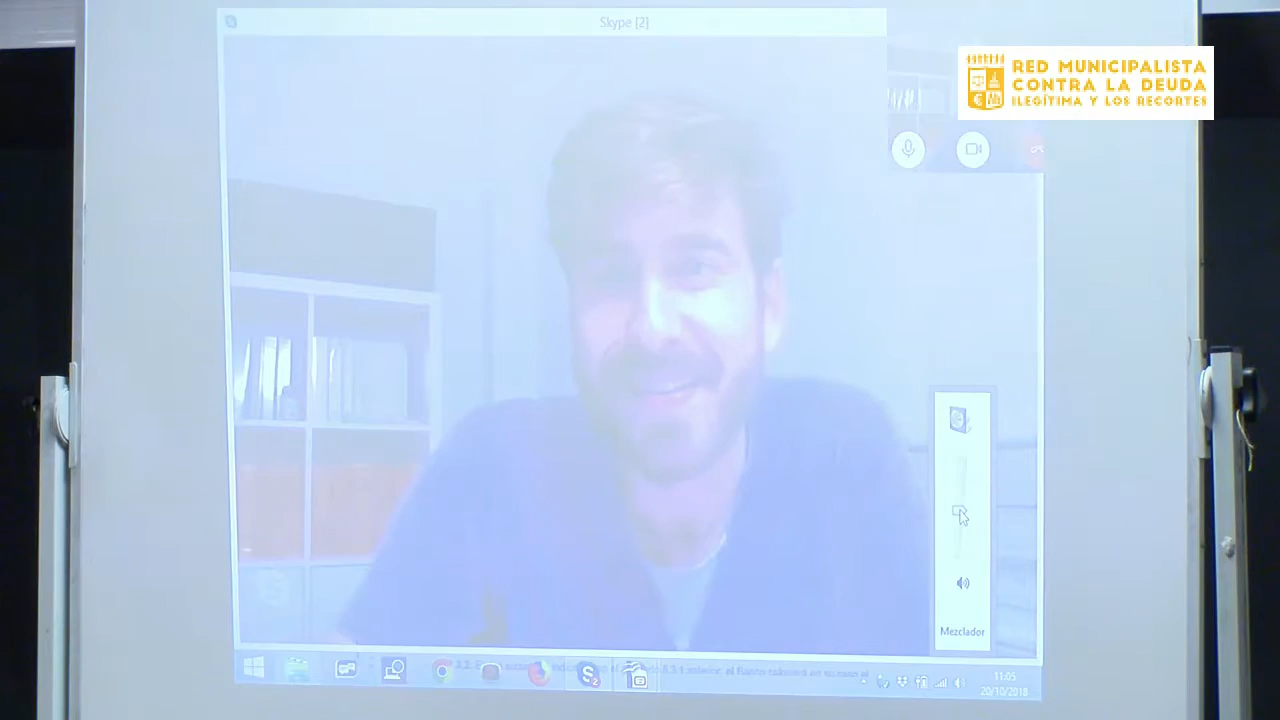 Skype [2]
RED MUNICIPALISTA
CONTRA LA DEUDA
ILEGÍTIMA Y LOS RECORTES
Mezclador
11:05
20/10/2018